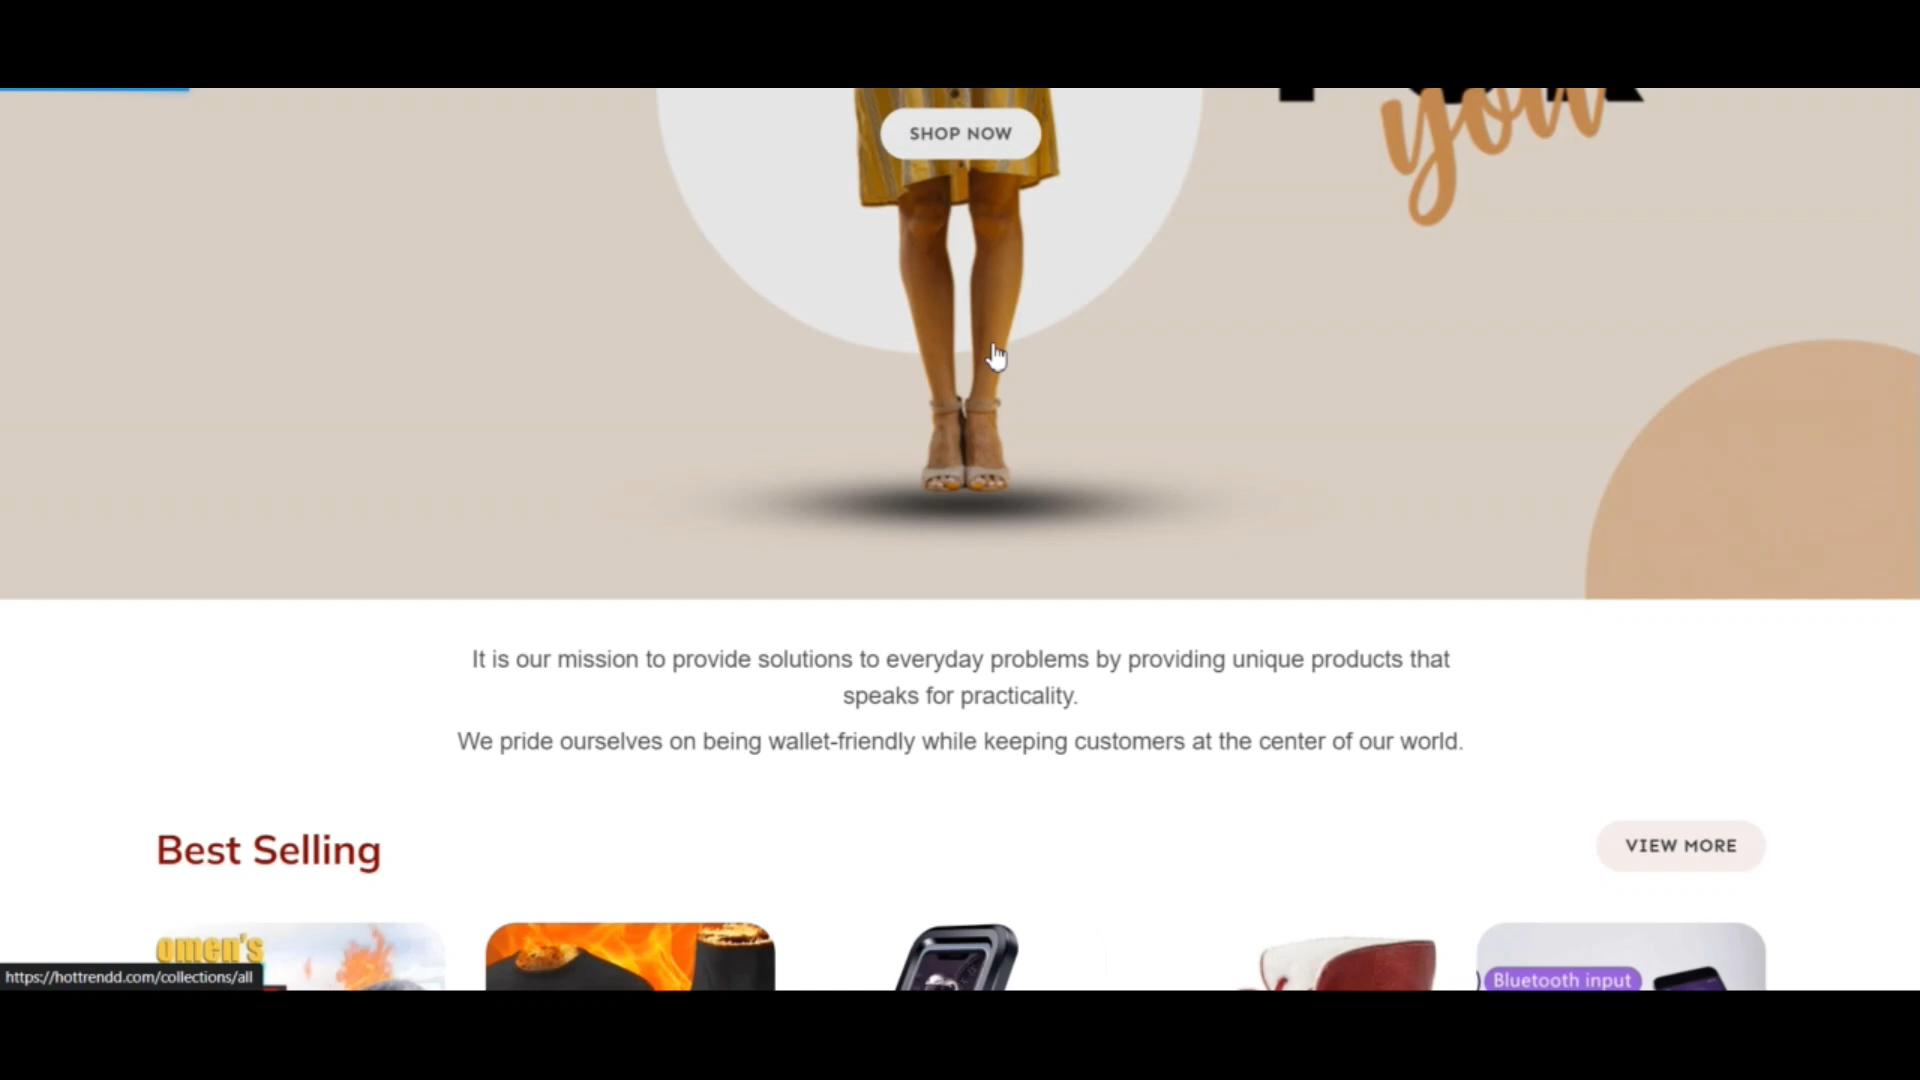 SHOP NOW
you
It is our mission to provide solutions to everyday problems by providing unique products that
speaks for practicality.
We pride ourselves on being wallet-friendly while keeping customers at the center of our world.
Best Selling
VIEW MORE
omen's
https://hottrendd.com/collections/all
Bluetooth input